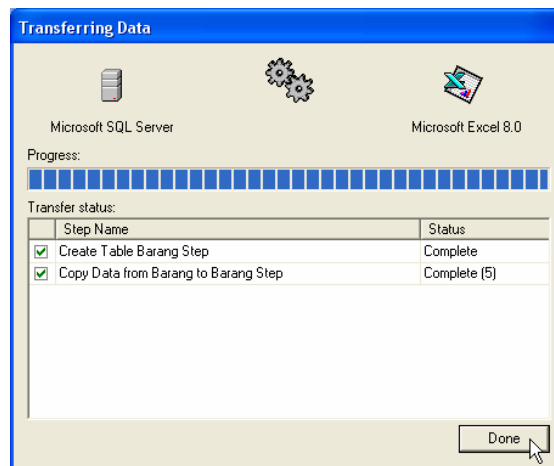 Transferring Data
Microsoft SQL Server
Microsoft Excel 8.0
Progress:
Transfer status:
Step Name Status
Create Table Barang Step Complete
Copy Data from Barang to Barang Step Complete (5)
Done